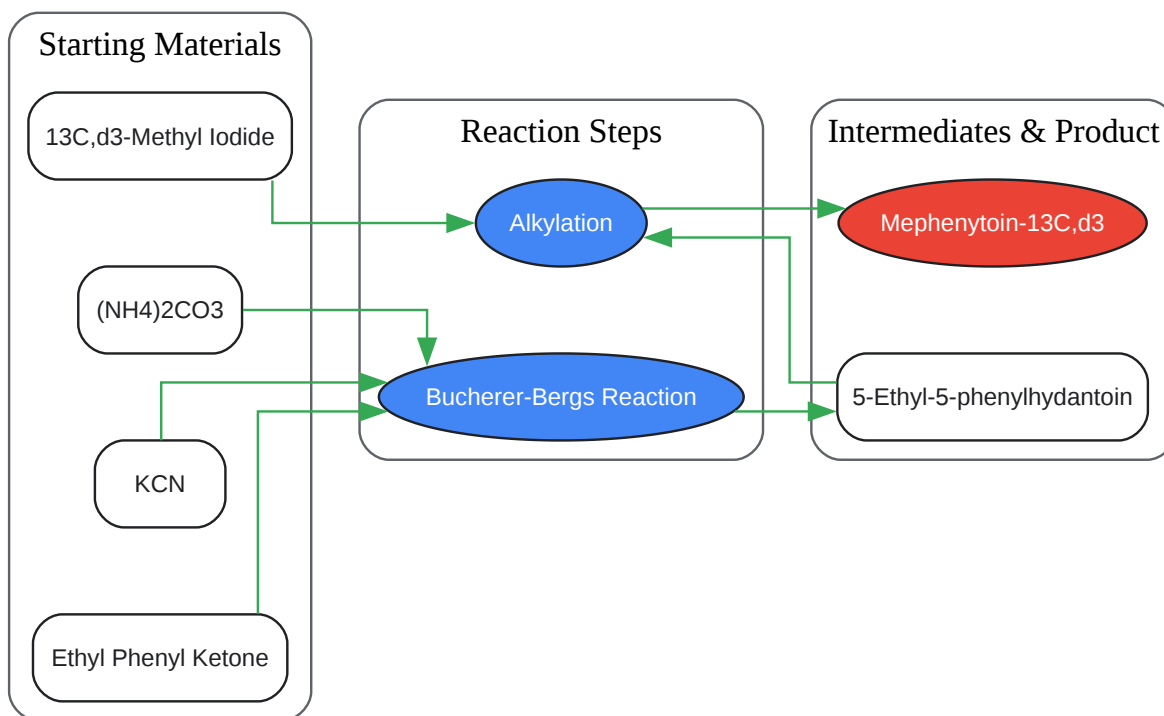 Starting Materials
13C,d3-Methyl Iodide
(NH4)2CO3
KCN
Ethyl Phenyl Ketone
Reaction Steps
Alkylation
Bucherer-Bergs Reaction
Intermediates & Product
Mephenytoin-13C,d3
5-Ethyl-5-phenylhydantoin